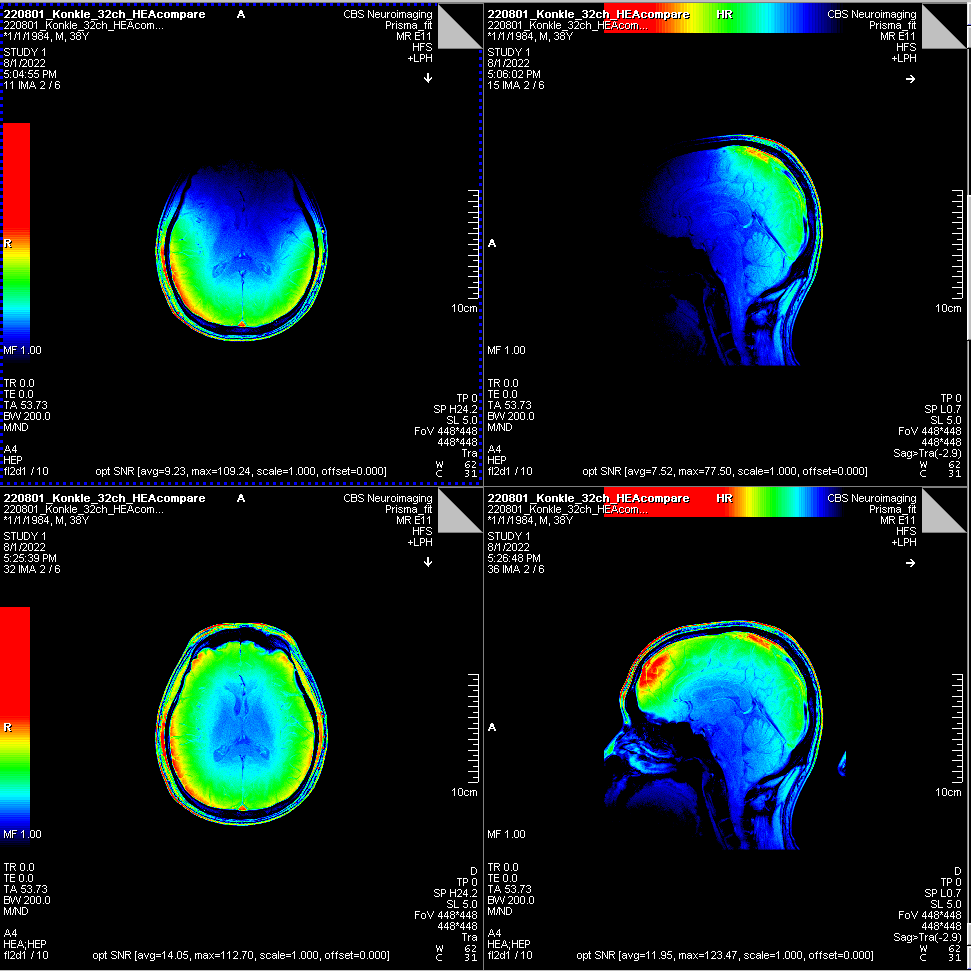 220801_Konkle_32ch_HEAcompare A CBS Neuroimaging
220801_Konkle_32ch_HEAcom... Prisma_fit
*1/1/1984, M, 38Y MR E11
HFS
STUDY 1 +LPH
8/1/2022
5:04:55 PM
11 IMA 2 / 6
R
10cm
MF 1.00
TR 0.0
TE 0.0
TA 53.73
BW 200.0
M/ND
A4
HEP
fl2d1 / 10
TP 0
SP H24.2
SL 5.0
FoV 448*448
448*448
Tra
W 62
C 31
opt SNR [avg=9.23, max=109.24, scale=1.000, offset=0.000]
220801_Konkle_32ch_HEAcompare HR CBS Neuroimaging
220801_Konkle_32ch_HEAcom... Prisma_fit
*1/1/1984, M, 38Y MR E11
HFS
STUDY 1 +LPH
8/1/2022
5:06:02 PM
15 IMA 2 / 6
A
10cm
MF 1.00
TR 0.0
TE 0.0
TA 53.73
BW 200.0
M/ND
A4
HEP
fl2d1 / 10
TP 0
SP L0.7
SL 5.0
FoV 448*448
448*448
Sag>Tra(-2.9)
W 62
C 31
opt SNR [avg=7.52, max=77.50, scale=1.000, offset=0.000]
220801_Konkle_32ch_HEAcompare A CBS Neuroimaging
220801_Konkle_32ch_HEAcom... Prisma_fit
*1/1/1984, M, 38Y MR E11
HFS
STUDY 1 +LPH
8/1/2022
5:25:39 PM
32 IMA 2 / 6
R
10cm
MF 1.00
TR 0.0
TE 0.0
TA 53.73
BW 200.0
M/ND
A4
HEA;HEP
fl2d1 / 10
D
TP 0
SP H24.2
SL 5.0
FoV 448*448
448*448
Tra
W 62
C 31
opt SNR [avg=14.05, max=112.70, scale=1.000, offset=0.000]
220801_Konkle_32ch_HEAcompare HR CBS Neuroimaging
220801_Konkle_32ch_HEAcom... Prisma_fit
*1/1/1984, M, 38Y MR E11
HFS
STUDY 1 +LPH
8/1/2022
5:26:48 PM
36 IMA 2 / 6
A
10cm
MF 1.00
TR 0.0
TE 0.0
TA 53.73
BW 200.0
M/ND
A4
HEA;HEP
fl2d1 / 10
D
TP 0
SP L0.7
SL 5.0
FoV 448*448
448*448
Sag>Tra(-2.9)
W 62
C 31
opt SNR [avg=11.95, max=123.47, scale=1.000, offset=0.000]